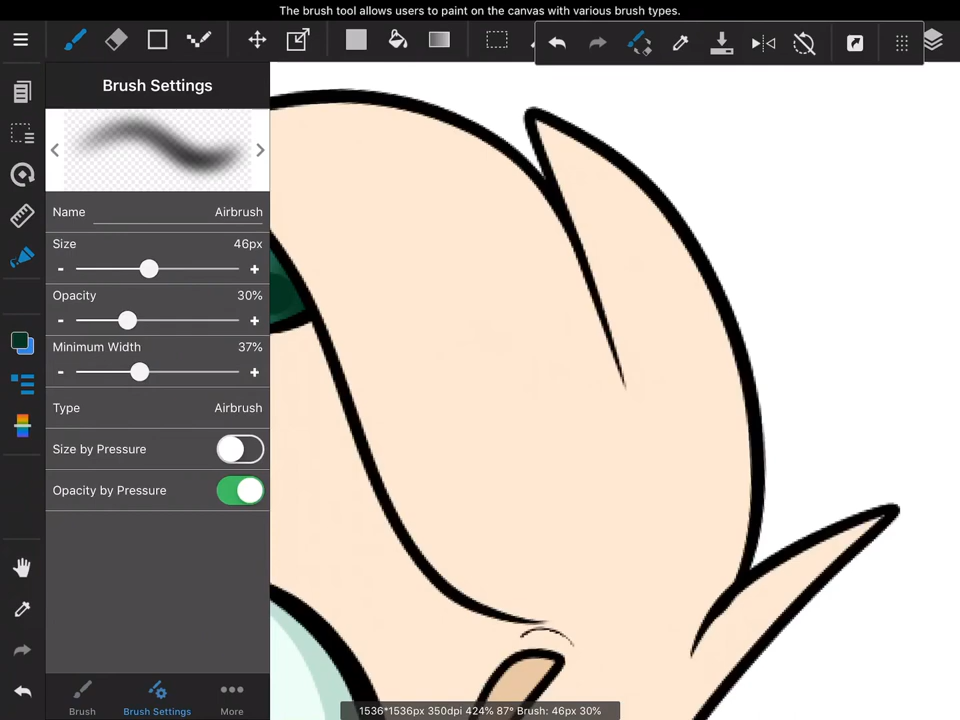 The brush tool allows users to paint on the canvas with various brush types.
Brush Settings
Name Airbrush
Size 46px
- +
Opacity 30%
- +
Minimum Width 37%
- +
Type Airbrush
Size by Pressure
Opacity by Pressure
Brush Brush Settings More
1536*1536px 350dpi 424% 87° Brush: 46px 30%